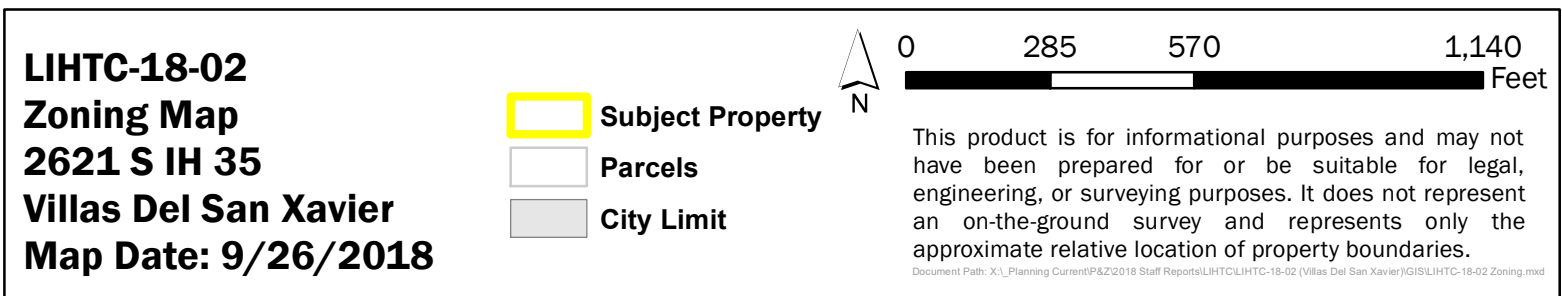 LIHTC-18-02
Zoning Map
2621 S IH 35
Villas Del San Xavier
Map Date: 9/26/2018
Subject Property
Parcels
City Limit
N
0 285 570 1,140
Feet
This product is for informational purposes and may not
have been prepared for or be suitable for legal,
engineering, or surveying purposes. It does not represent
an on-the-ground survey and represents only the
approximate relative location of property boundaries.
Document Path: X:\_Planning Current\P&Z\2018 Staff Reports\LIHTC\LIHTC-18-02 (Villas Del San Xavier)\GIS\LIHTC-18-02 Zoning.mxd